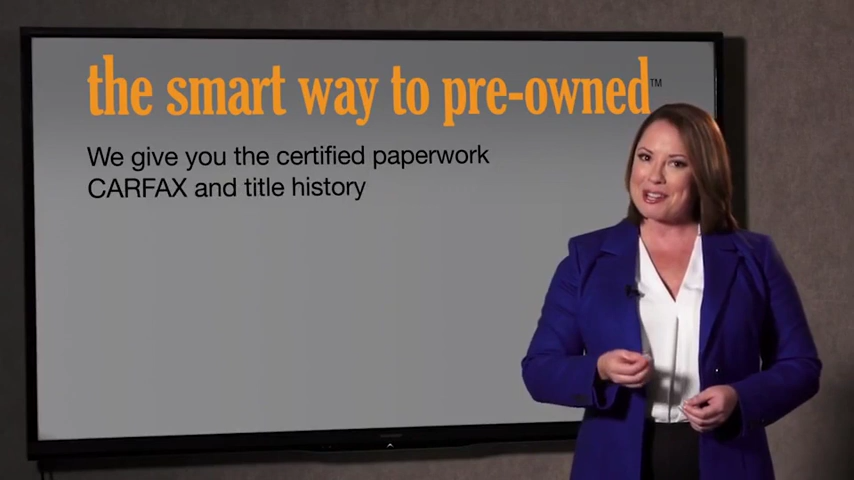 the smart way to pre-owned™
We give you the certified paperwork
CARFAX and title history